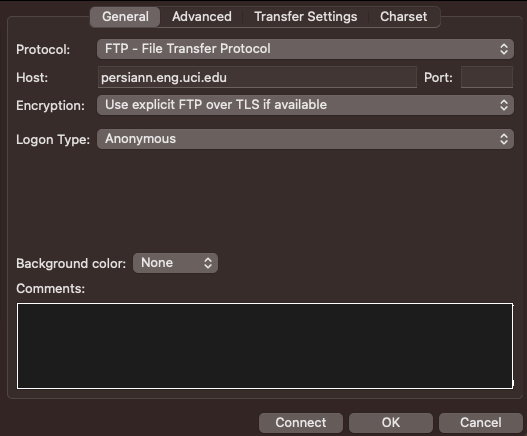 General Advanced Transfer Settings Charset
Protocol: FTP - File Transfer Protocol
Host: persiann.eng.uci.edu Port:
Encryption: Use explicit FTP over TLS if available
Logon Type: Anonymous
Background color: None
Comments:
Connect OK Cancel